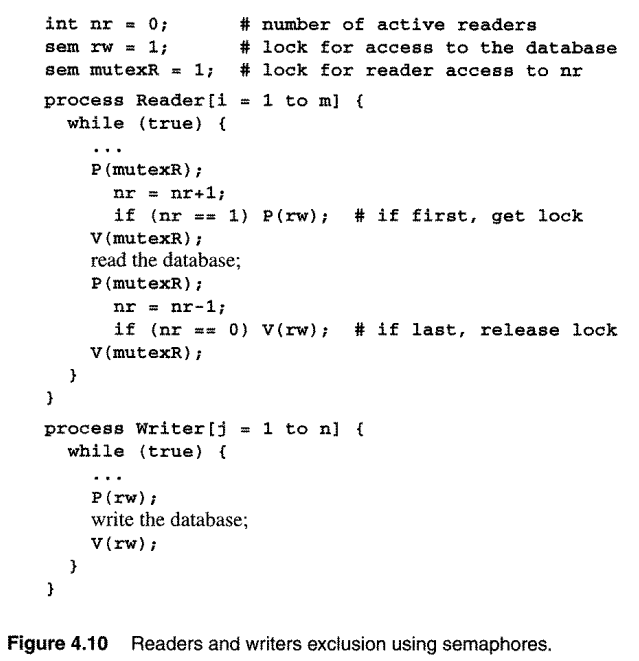 int nr = 0;       # number of active readers
sem rw = 1;       # lock for access to the database
sem mutexR = 1;   # lock for reader access to nr
process Reader[i = 1 to m] {
  while (true) {
    ...
    P(mutexR);
      nr = nr+1;
      if (nr == 1) P(rw);  # if first, get lock
    V(mutexR);
    read the database;
    P(mutexR);
      nr = nr-1;
      if (nr == 0) V(rw);  # if last, release lock
    V(mutexR);
  }
}
process Writer[j = 1 to n] {
  while (true) {
    ...
    P(rw);
    write the database;
    V(rw);
  }
}
Figure 4.10    Readers and writers exclusion using semaphores.